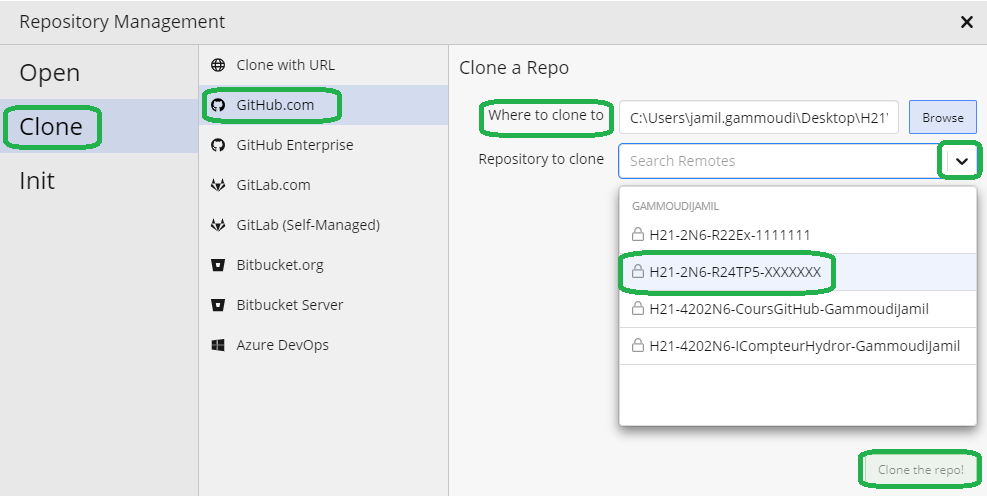 Repository Management
Open
Clone
Init
Clone with URL
GitHub.com
GitHub Enterprise
GitLab.com
GitLab (Self-Managed)
Bitbucket.org
Bitbucket Server
Azure DevOps
Clone a Repo
Where to clone to
C:\Users\jamil.gammoudi\Desktop\H21'
Browse
Repository to clone
Search Remotes
GAMMOUDIJAMIL
H21-2N6-R22Ex-1111111
H21-2N6-R24TP5-XXXXXXX
H21-4202N6-CoursGitHub-GammoudiJamil
H21-4202N6-ICompteurHydror-GammoudiJamil
Clone the repo!